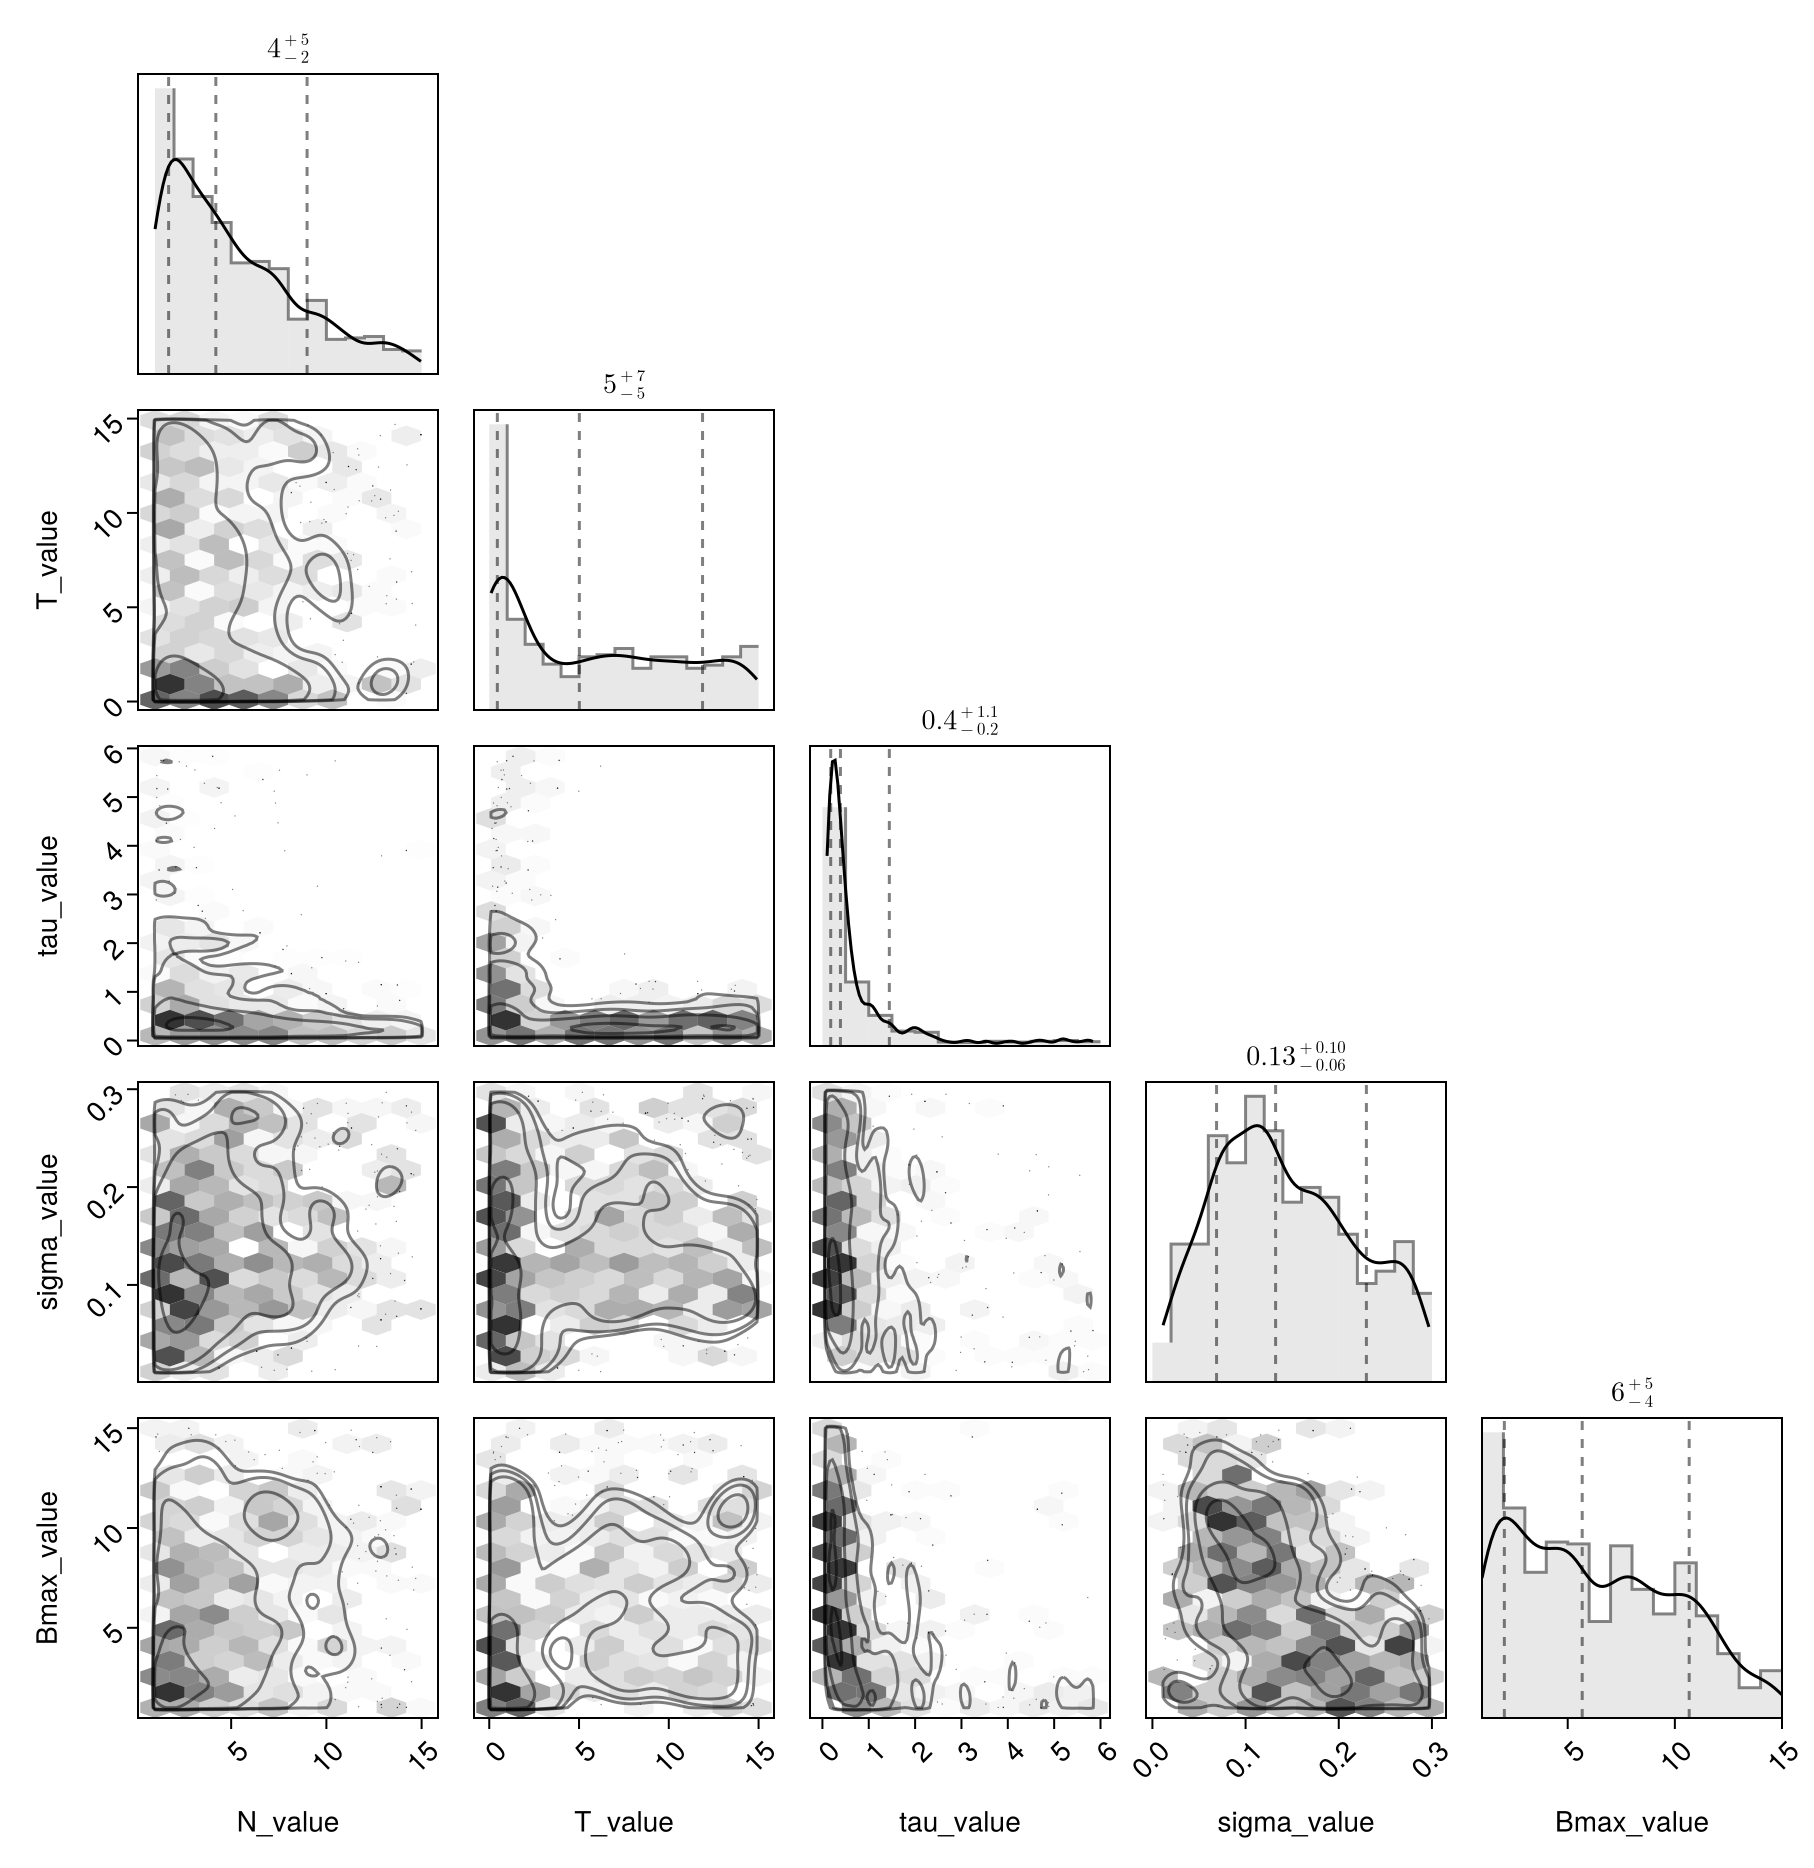 4^{+5}_{-2}
5^{+7}_{-5}
15
10
5
0
T_value
0.4^{+1.1}_{-0.2}
6
5
4
3
2
1
0
tau_value
0.13^{+0.10}_{-0.06}
0.3
0.2
0.1
sigma_value
6^{+5}_{-4}
15
10
5
Bmax_value
5 10 15
0 5 10 15
0 1 2 3 4 5 6
0.0 0.1 0.2 0.3
5 10 15
N_value T_value tau_value sigma_value Bmax_value